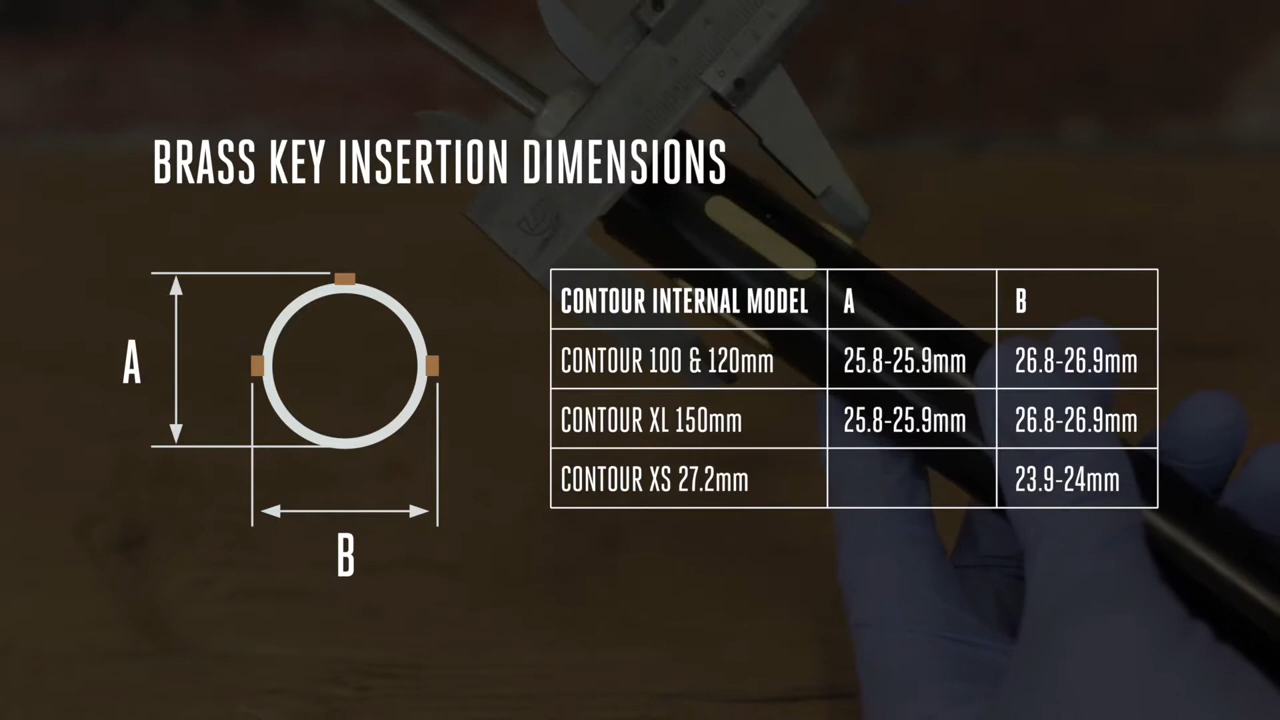 BRASS KEY INSERTION DIMENSIONS
A
B
CONTOUR INTERNAL MODEL A B
CONTOUR 100 & 120mm 25.8-25.9mm 26.8-26.9mm
CONTOUR XL 150mm 25.8-25.9mm 26.8-26.9mm
CONTOUR XS 27.2mm 23.9-24mm